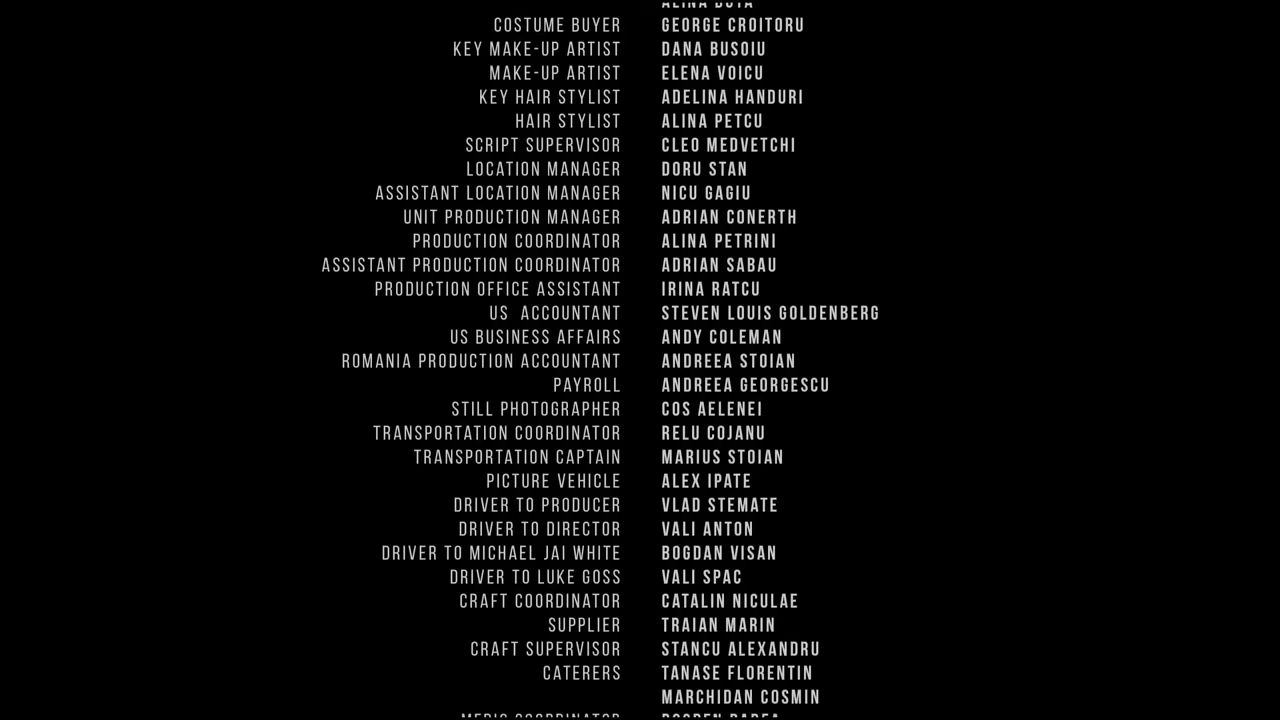 COSTUME BUYER GEORGE CROITORU
KEY MAKE-UP ARTIST DANA BUSOIU
MAKE-UP ARTIST ELENA VOICU
KEY HAIR STYLIST ADELINA HANDURI
HAIR STYLIST ALINA PETCU
SCRIPT SUPERVISOR CLEO MEDVETCHI
LOCATION MANAGER DORU STAN
ASSISTANT LOCATION MANAGER NICU GAGIU
UNIT PRODUCTION MANAGER ADRIAN CONERTH
PRODUCTION COORDINATOR ALINA PETRINI
ASSISTANT PRODUCTION COORDINATOR ADRIAN SABAU
PRODUCTION OFFICE ASSISTANT IRINA RATCU
US ACCOUNTANT STEVEN LOUIS GOLDENBERG
US BUSINESS AFFAIRS ANDY COLEMAN
ROMANIA PRODUCTION ACCOUNTANT ANDREEA STOIAN
PAYROLL ANDREEA GEORGESCU
STILL PHOTOGRAPHER COS AELENEI
TRANSPORTATION COORDINATOR RELU COJANU
TRANSPORTATION CAPTAIN MARIUS STOIAN
PICTURE VEHICLE ALEX IPATE
DRIVER TO PRODUCER VLAD STEMATE
DRIVER TO DIRECTOR VALI ANTON
DRIVER TO MICHAEL JAI WHITE BOGDAN VISAN
DRIVER TO LUKE GOSS VALI SPAC
CRAFT COORDINATOR CATALIN NICULAE
SUPPLIER TRAIAN MARIN
CRAFT SUPERVISOR STANCU ALEXANDRU
CATERERS TANASE FLORENTIN
MARCHIDAN COSMIN